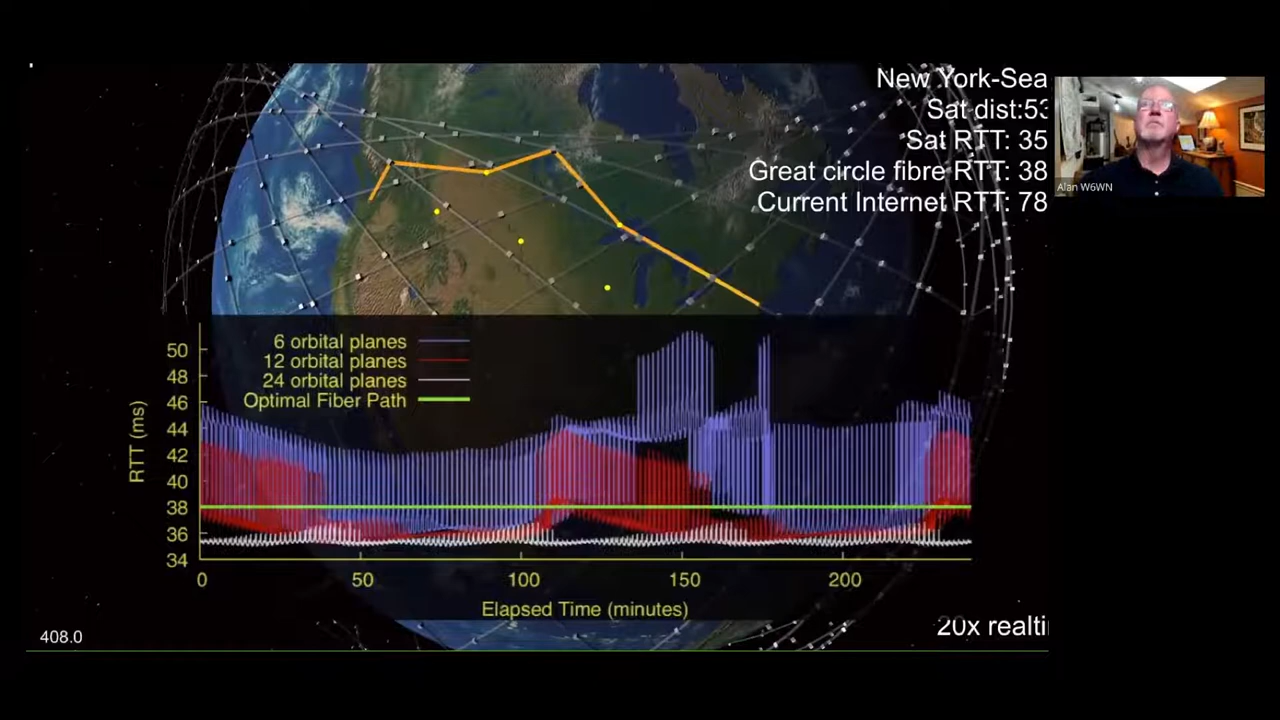 New York-Sea
Sat dist:53
Sat RTT: 35
Great circle fibre RTT: 38
Current Internet RTT: 78
Alan W6WN
6 orbital planes
12 orbital planes
24 orbital planes
Optimal Fiber Path
RTT (ms)
50
48
46
44
42
40
38
36
34
0 50 100 150 200
Elapsed Time (minutes)
408.0
20x realti